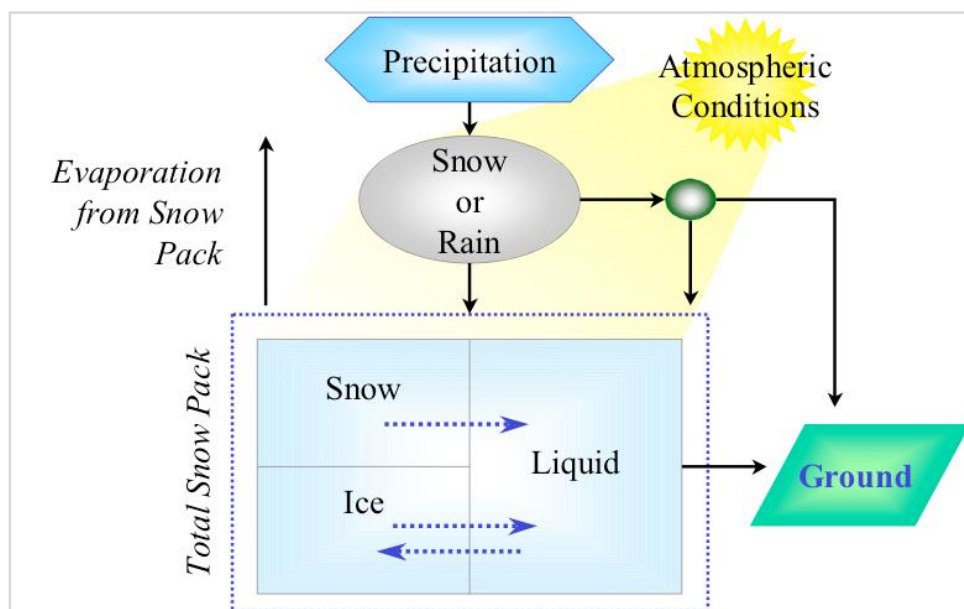 Precipitation
Atmospheric
Conditions
Evaporation
from Snow
Pack
Snow
or
Rain
Total Snow Pack
Snow
Liquid
Ice
Ground